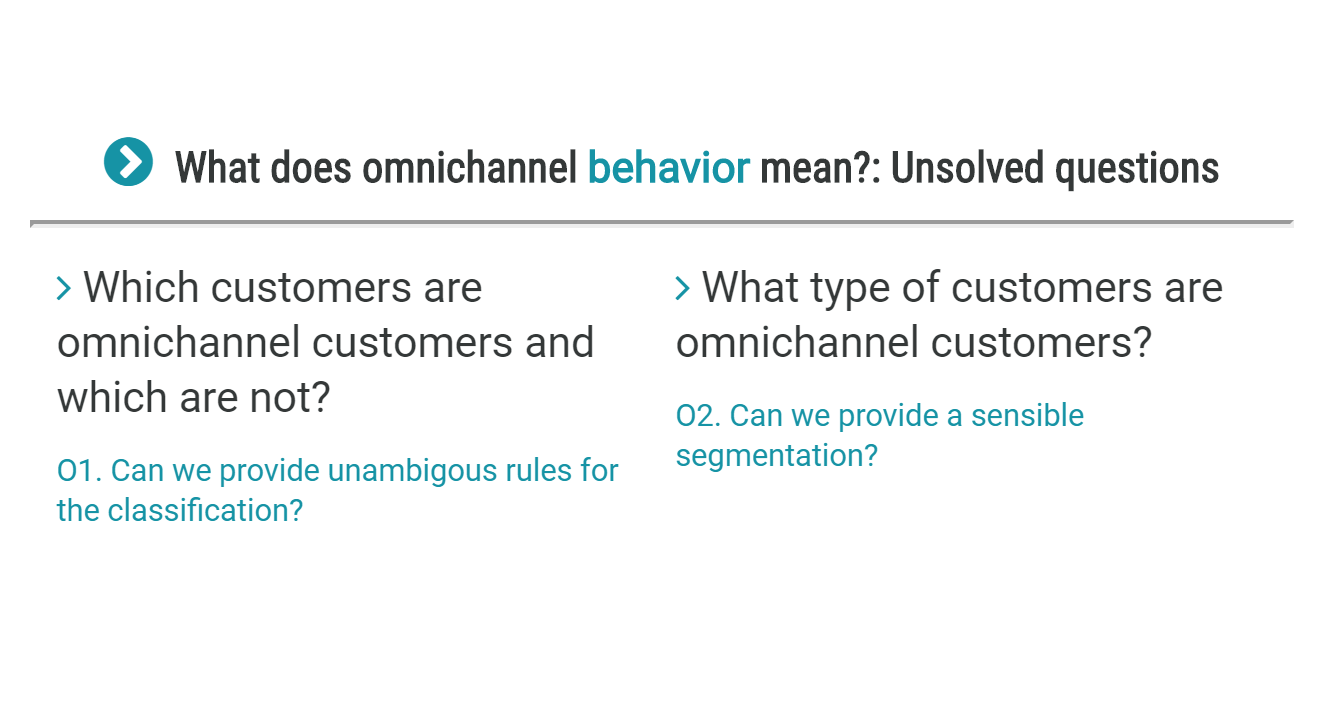 What does omnichannel behavior mean?: Unsolved questions
Which customers are
omnichannel customers and
which are not?
O1. Can we provide unambigous rules for
the classification?
What type of customers are
omnichannel customers?
O2. Can we provide a sensible
segmentation?